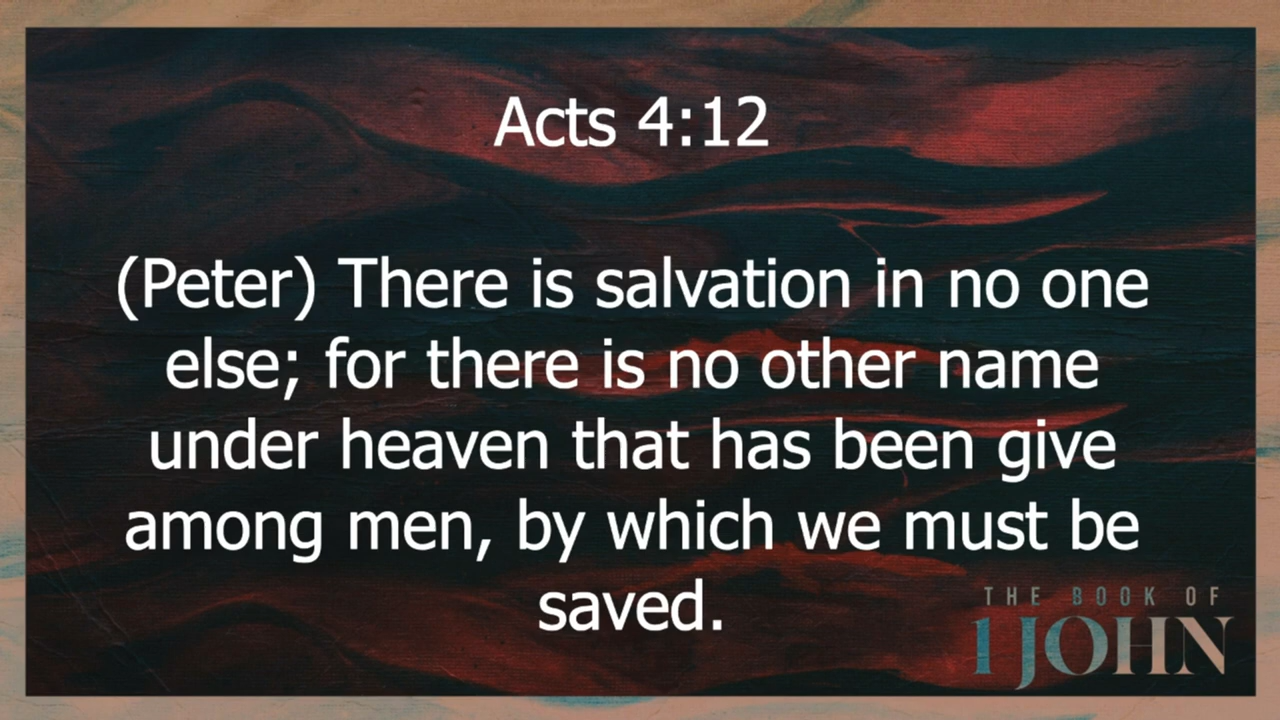 Acts 4:12
(Peter) There is salvation in no one
else; for there is no other name
under heaven that has been give
among men, by which we must be
saved.
THE BOOK OF
1 JOHN